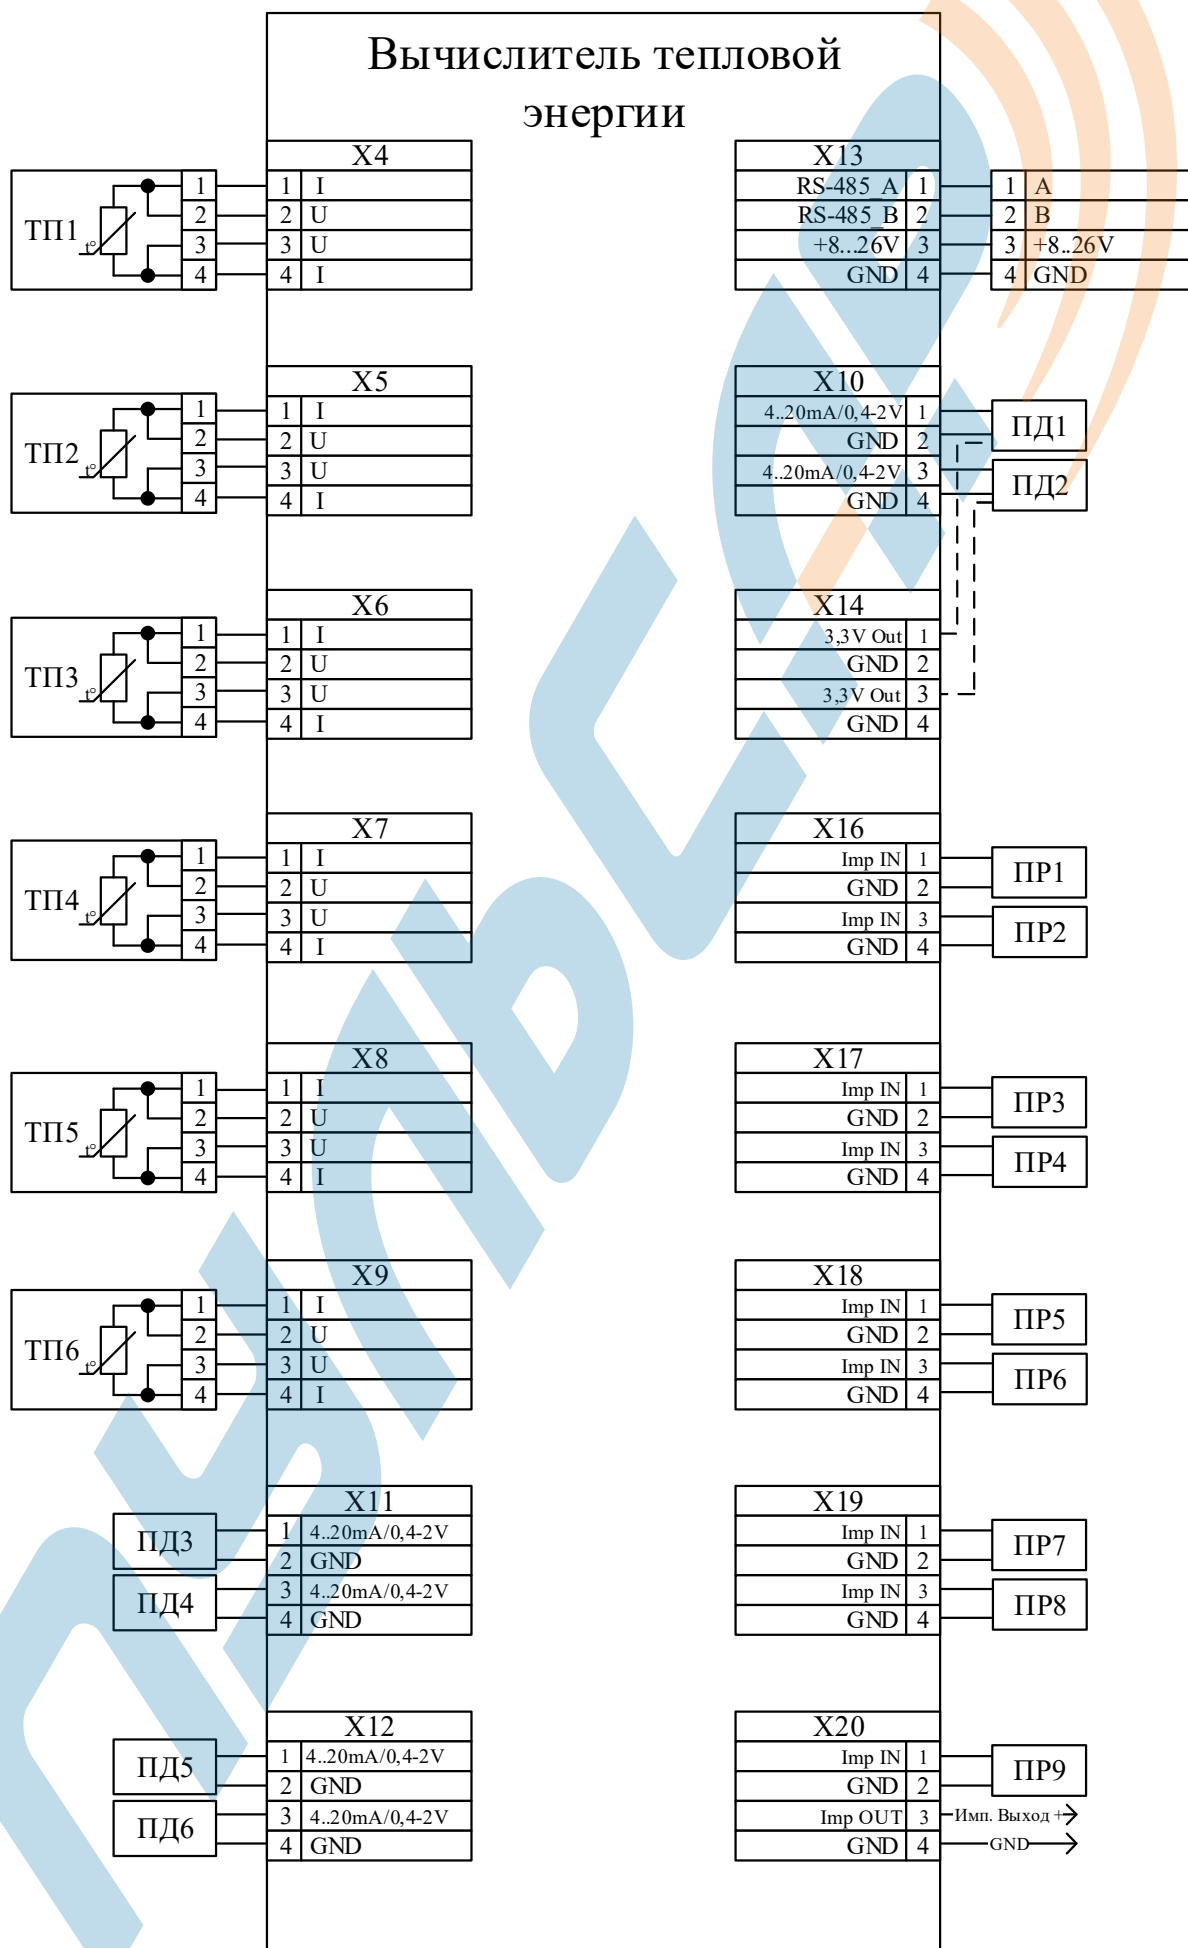 Вычислитель тепловой
энергии
X4
ТП1
1 1 I
2 2 U
3 3 U
4 4 I
t°
X5
ТП2
1 1 I
2 2 U
3 3 U
4 4 I
t°
X6
ТП3
1 1 I
2 2 U
3 3 U
4 4 I
t°
X7
ТП4
1 1 I
2 2 U
3 3 U
4 4 I
t°
X8
ТП5
1 1 I
2 2 U
3 3 U
4 4 I
t°
X9
ТП6
1 1 I
2 2 U
3 3 U
4 4 I
t°
X11
ПД3
1 4..20mA/0,4-2V
2 GND
ПД4
3 4..20mA/0,4-2V
4 GND
X12
ПД5
1 4..20mA/0,4-2V
2 GND
ПД6
3 4..20mA/0,4-2V
4 GND
X13
RS-485_A 1 1 A
RS-485_B 2 2 B
+8...26V 3 3 +8..26V
GND 4 4 GND
X10
4..20mA/0,4-2V 1
GND 2
ПД1
4..20mA/0,4-2V 3
GND 4
ПД2
X14
3,3V Out 1
GND 2
3,3V Out 3
GND 4
X16
Imp IN 1
GND 2
ПР1
Imp IN 3
GND 4
ПР2
X17
Imp IN 1
GND 2
ПР3
Imp IN 3
GND 4
ПР4
X18
Imp IN 1
GND 2
ПР5
Imp IN 3
GND 4
ПР6
X19
Imp IN 1
GND 2
ПР7
Imp IN 3
GND 4
ПР8
X20
Imp IN 1
GND 2
ПР9
Imp OUT 3 Имп. Выход +
GND 4 GND
пульсар